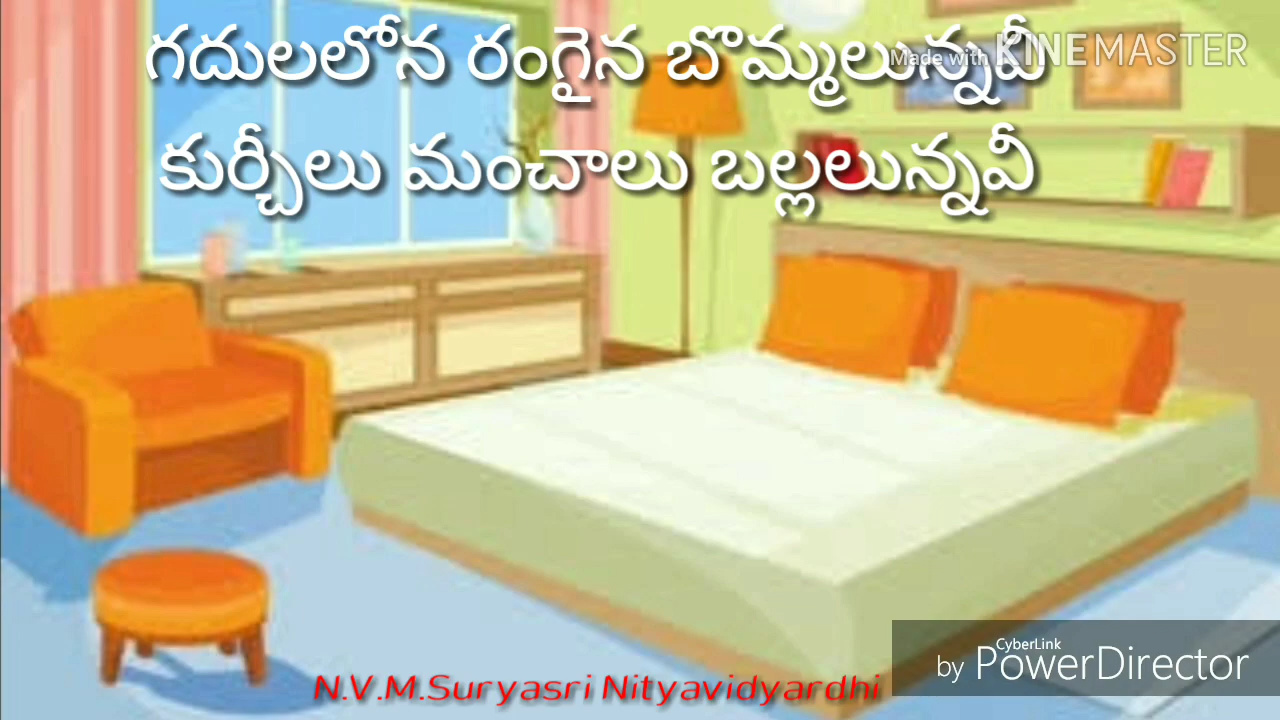 గదులలోన రంగైన బొమ్మలున్నవీ
Made with KINEMASTER
కుర్చీలు మంచాలు బల్లలున్నవీ
CyberLink
by PowerDirector
N.V.M.Suryasri Nityavidyardhi